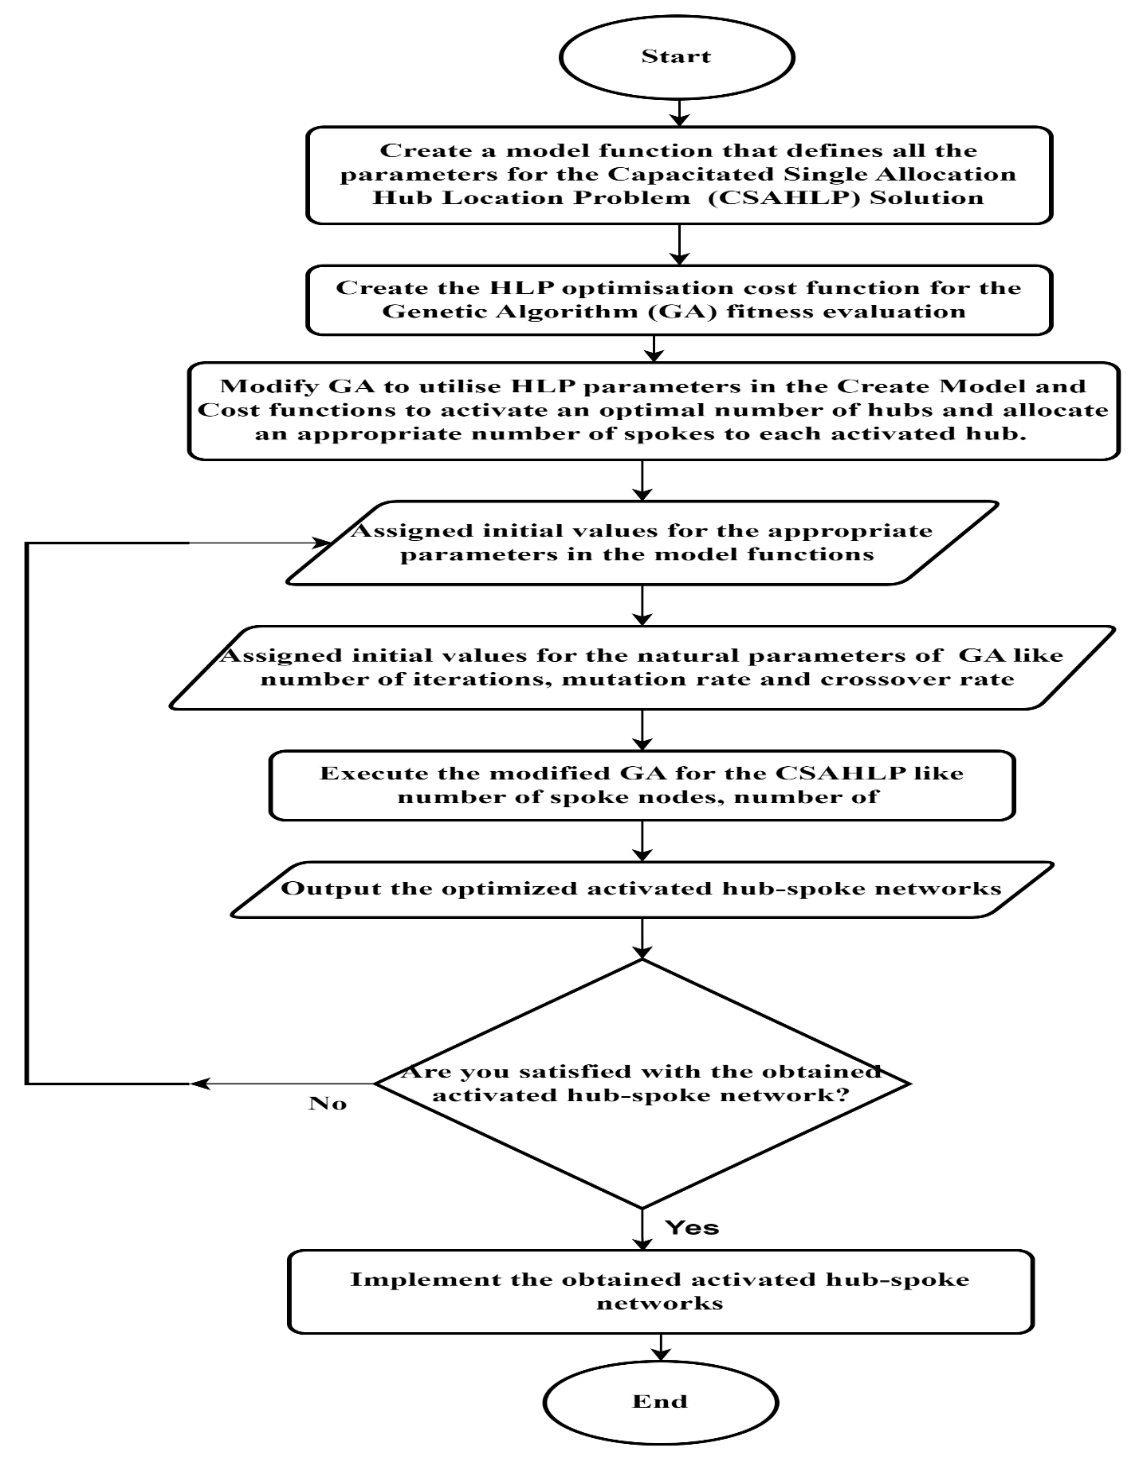 Start
Create a model function that defines all the
parameters for the Capacitated Single Allocation
Hub Location Problem (CSAHLP) Solution
Create the HLP optimisation cost function for the
Genetic Algorithm (GA) fitness evaluation
Modify GA to utilise HLP parameters in the Create Model and
Cost functions to activate an optimal number of hubs and allocate
an appropriate number of spokes to each activated hub.
Assigned initial values for the appropriate
parameters in the model functions
Assigned initial values for the natural parameters of GA like
number of iterations, mutation rate and crossover rate
Execute the modified GA for the CSAHLP like
number of spoke nodes, number of
Output the optimized activated hub-spoke networks
Are you satisfied with the obtained
activated hub-spoke network?
No
Yes
Implement the obtained activated hub-spoke
networks
End